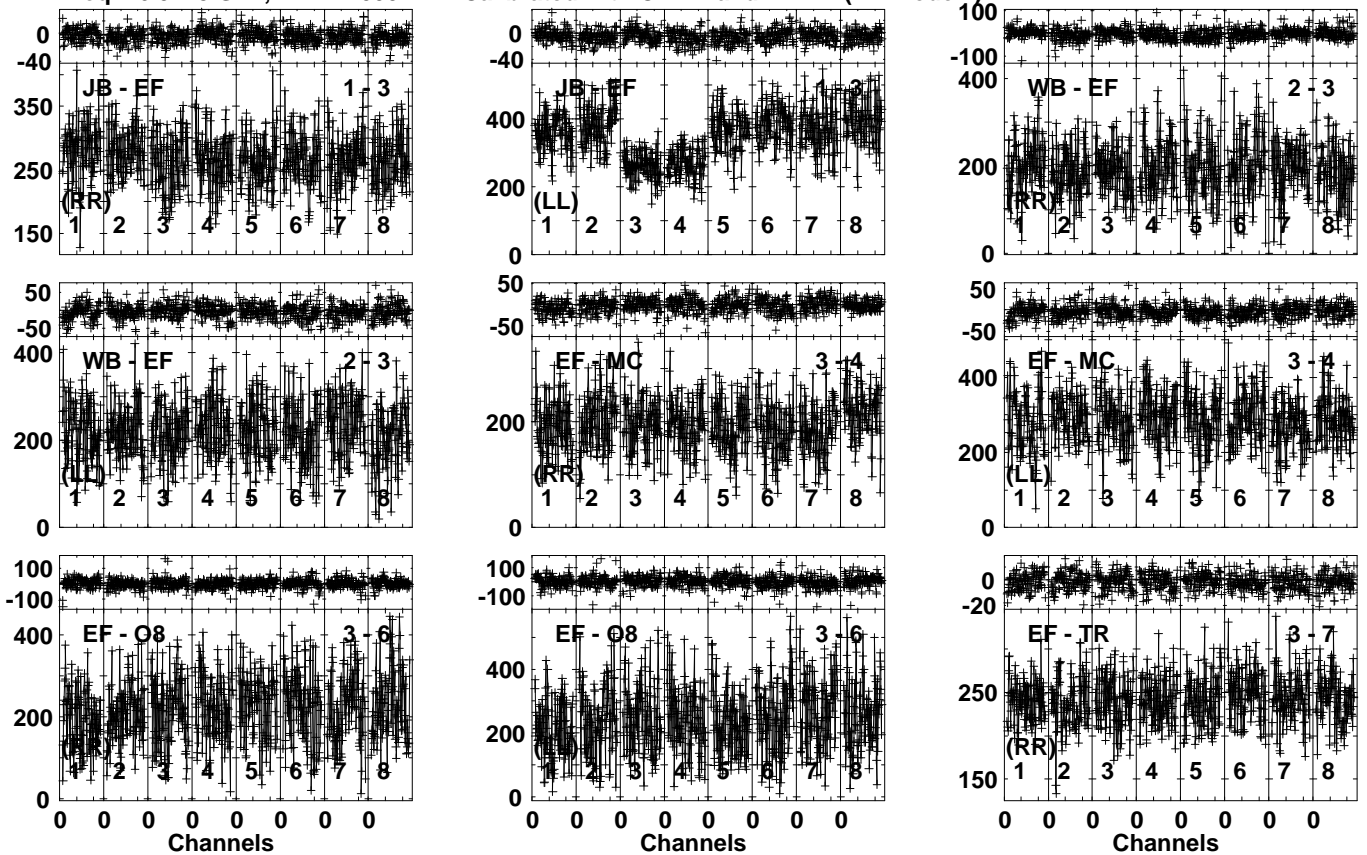 0 0 100
-40 -40 -100
JB - EF 1 - 3 JB - EF 1 - 3 WB - EF 2 - 3
350 400 400
250 200 200
150 0 0
(RR) (LL) (RR)
1 2 3 4 5 6 7 8 1 2 3 4 5 6 7 8 1 2 3 4 5 6 7 8
50 50 50
-50 -50 -50
WB - EF 2 - 3 EF - MC 3 - 4 EF - MC 3 - 4
400 200 400
200 0 200
0 0
(LL) (RR) (LL)
1 2 3 4 5 6 7 8 1 2 3 4 5 6 7 8 1 2 3 4 5 6 7 8
100 100 0
-100 -100 -20
EF - O8 3 - 6 EF - O8 3 - 6 EF - TR 3 - 7
400 400 250
200 200 150
0 0
(RR) (LL) (RR)
1 2 3 4 5 6 7 8 1 2 3 4 5 6 7 8 1 2 3 4 5 6 7 8
0 0 0 0 0 0 0 0 0 0 0 0 0 0 0 0 0 0 0 0 0 0 0 0
Channels Channels Channels